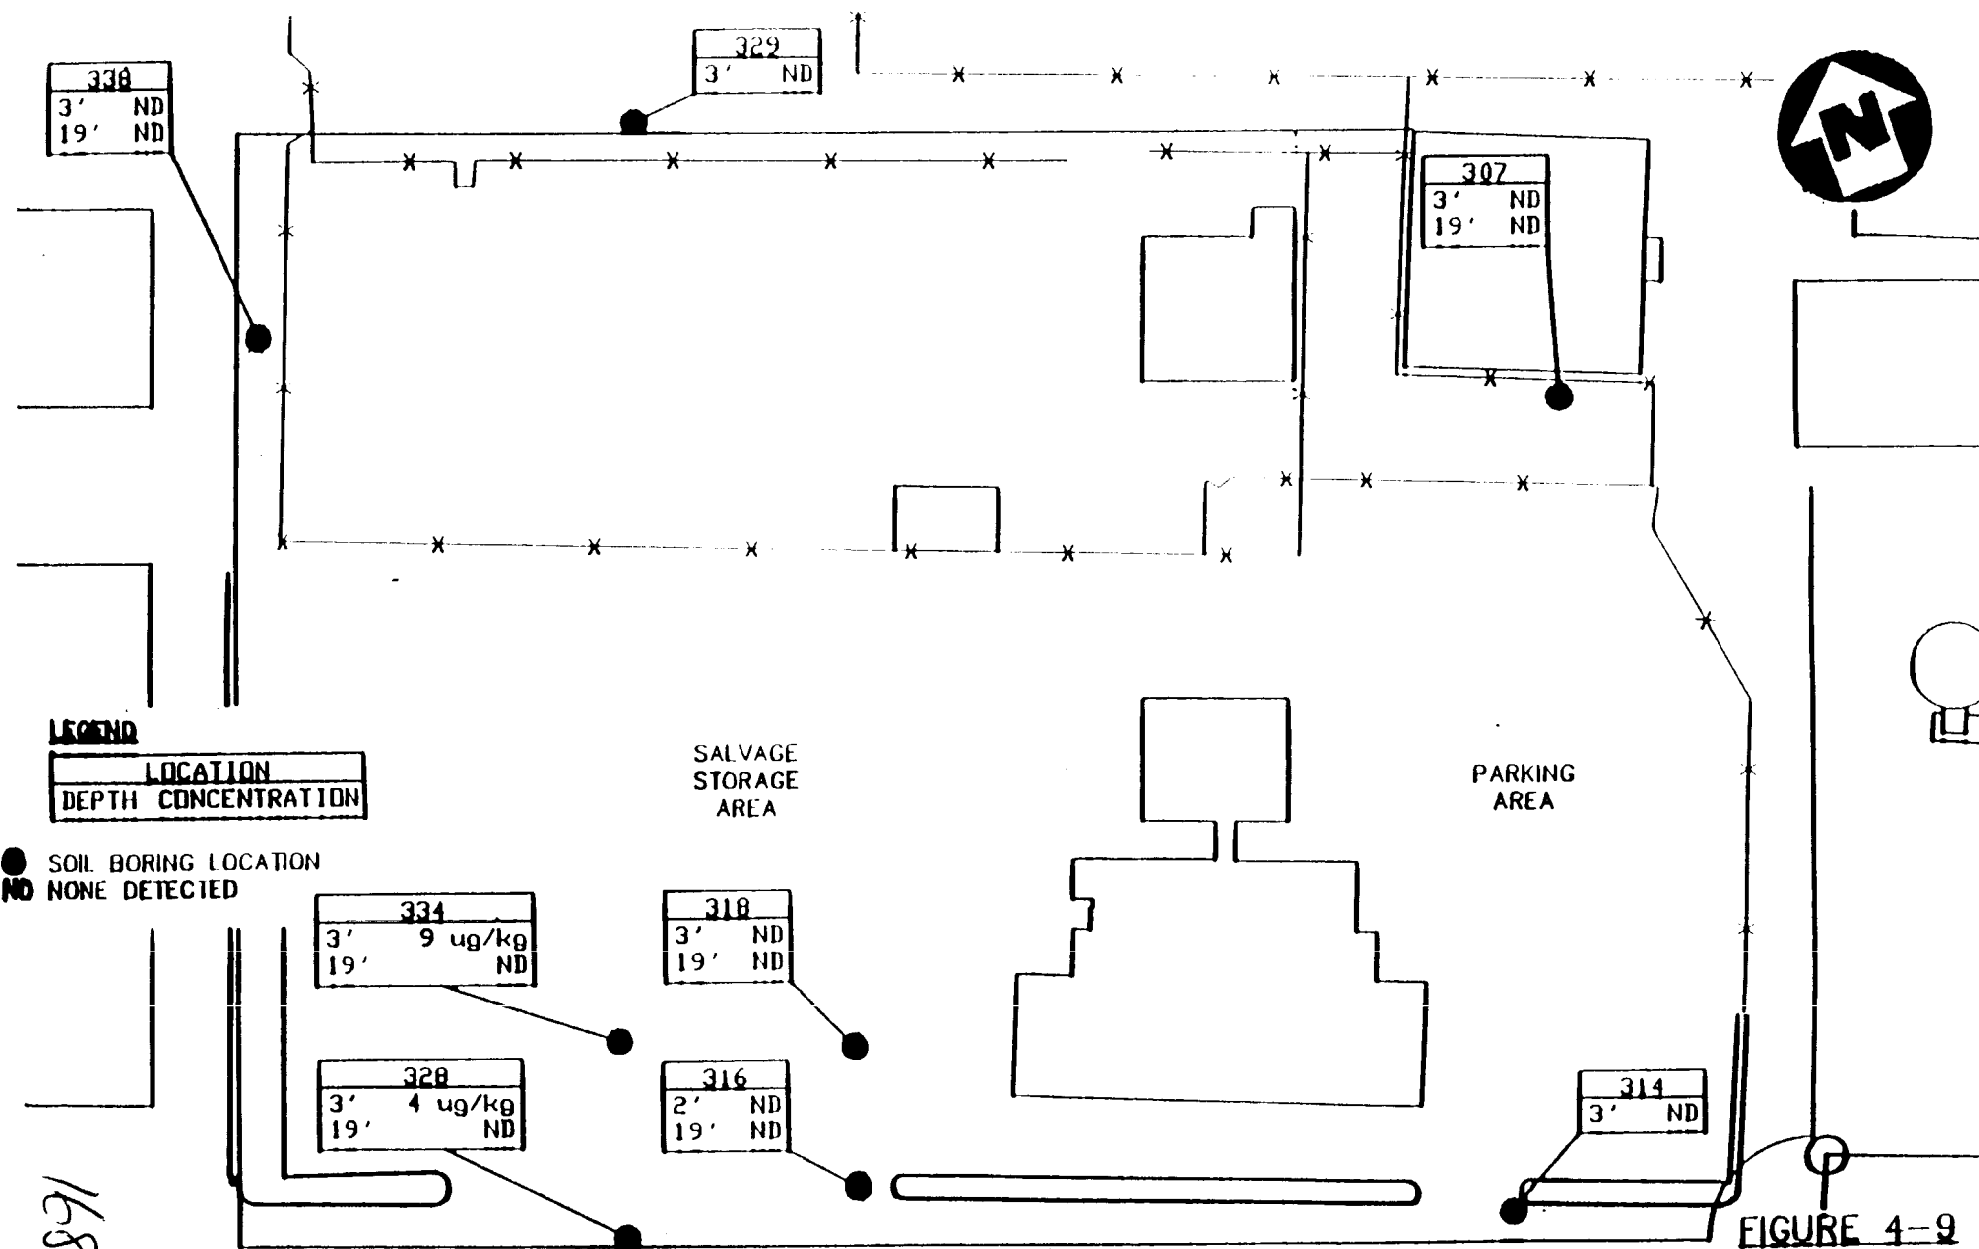 329
3' ND
338
3' ND
19' ND
N
307
3' ND
19' ND
LEGEND
LOCATION
DEPTH CONCENTRATION
SOIL BORING LOCATION
ND NONE DETECTED
SALVAGE
STORAGE
AREA
PARKING
AREA
334
3' 9 ug/kg
19' ND
318
3' ND
19' ND
328
3' 4 ug/kg
19' ND
316
2' ND
19' ND
314
3' ND
FIGURE 4-9